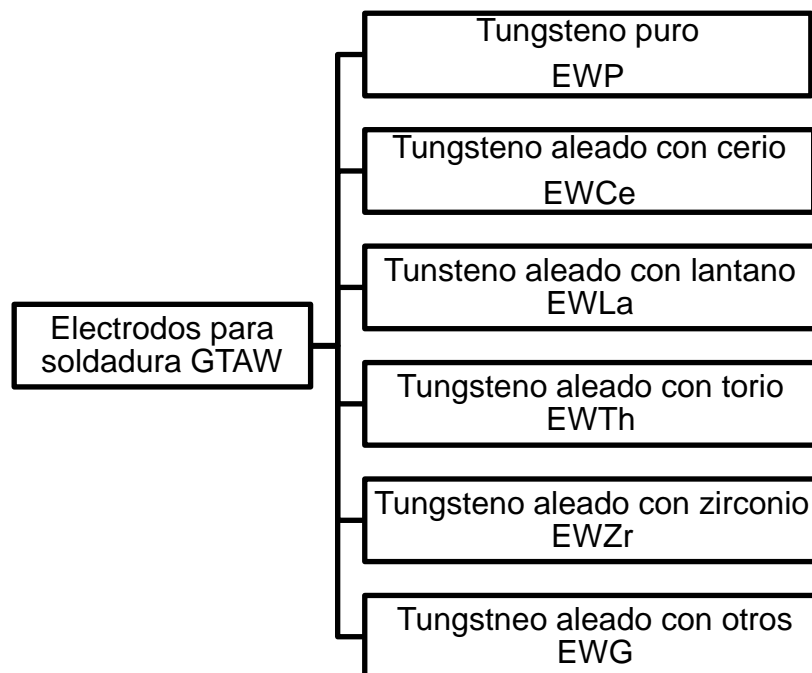 Tungsteno puro
EWP
Tungsteno aleado con cerio
EWCe
Tunsteno aleado con lantano
EWLa
Electrodos para
soldadura GTAW
Tungsteno aleado con torio
EWTh
Tungsteno aleado con zirconio
EWZr
Tungstneo aleado con otros
EWG